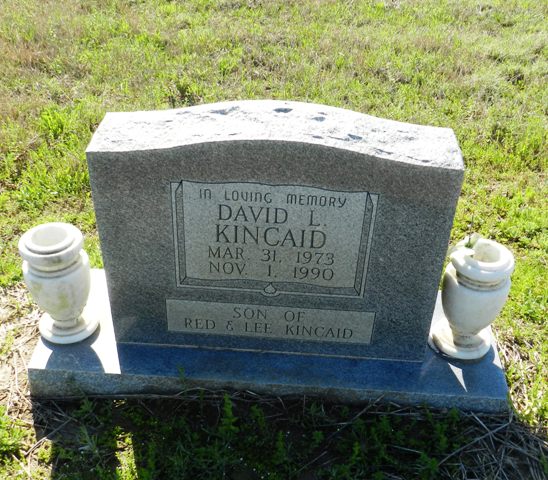 IN LOVING MEMORY
DAVID L.
KINCAID
MAR. 31, 1973
NOV. 1, 1990
SON OF
RED & LEE KINCAID